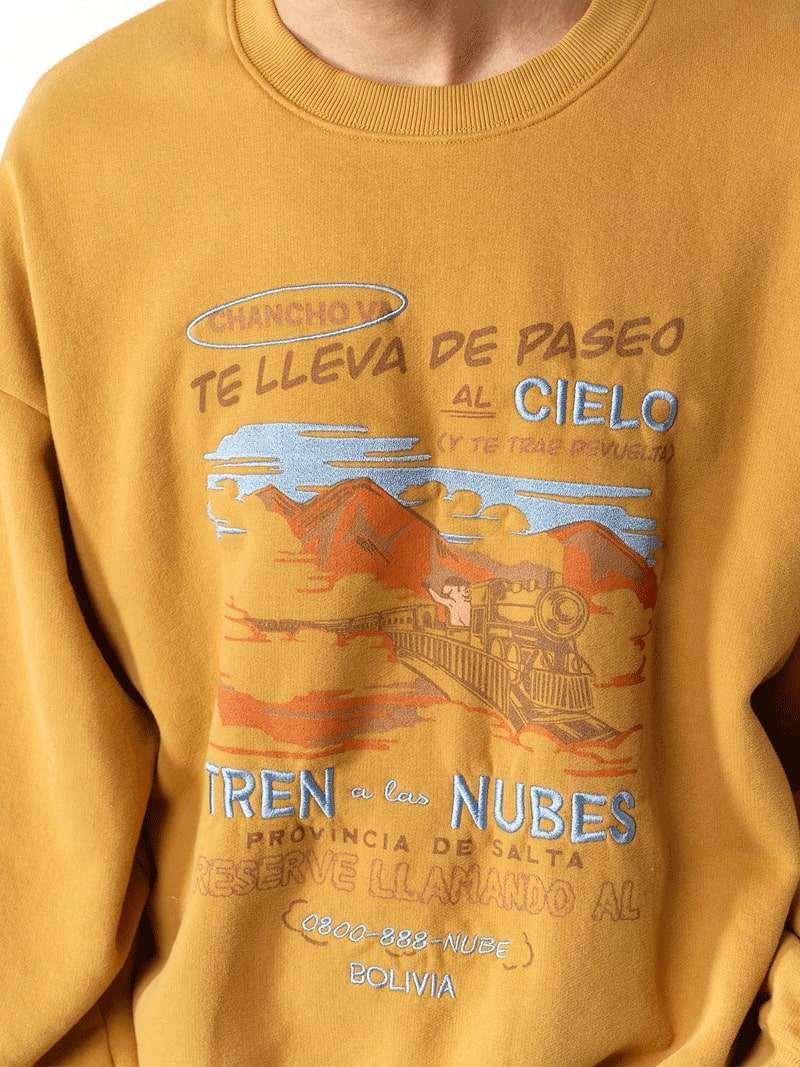 CHANCHO VA
TE LLEVA DE PASEO
AL CIELO
(Y TE TRAE DEVUELTA)
TREN a las NUBES
PROVINCIA DE SALTA
RESERVE LLAMANDO AL
0800-888-NUBE
BOLIVIA